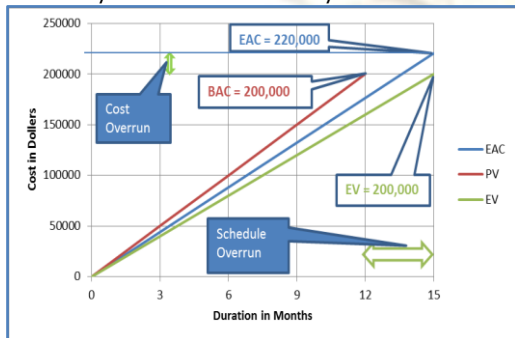 250000
EAC = 220,000
200000
BAC = 200,000
Cost
Overrun
150000
Cost in Dollers
EAC
100000
PV
EV = 200,000
EV
50000
Schedule
Overrun
0
0 3 6 9 12 15
Duration in Months